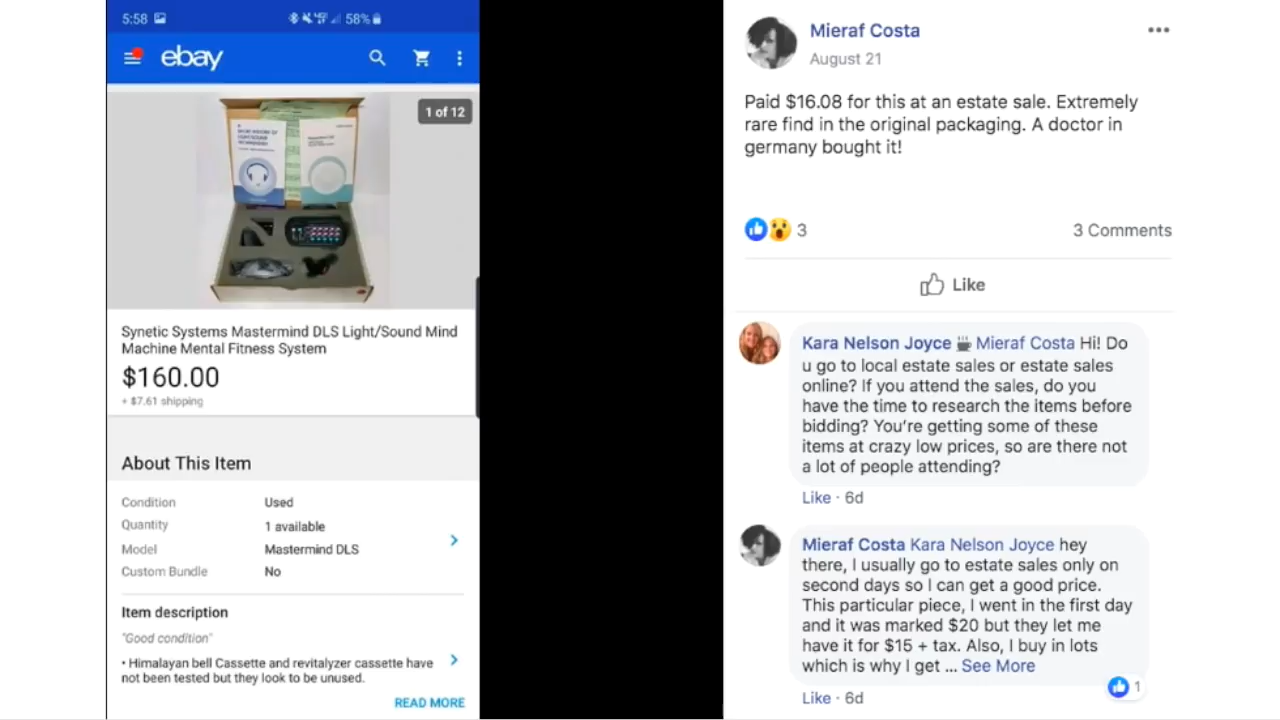 5:58
58%
ebay
1 of 12
Synetic Systems Mastermind DLS Light/Sound Mind
Machine Mental Fitness System
$160.00
+ $7.61 shipping
About This Item
Condition Used
Quantity 1 available
Model Mastermind DLS
Custom Bundle No
Item description
"Good condition"
• Himalayan bell Cassette and revitalyzer cassette have
not been tested but they look to be unused.
READ MORE
Mieraf Costa
August 21
Paid $16.08 for this at an estate sale. Extremely
rare find in the original packaging. A doctor in
germany bought it!
3
3 Comments
Like
Kara Nelson Joyce Mieraf Costa Hi! Do
u go to local estate sales or estate sales
online? If you attend the sales, do you
have the time to research the items before
bidding? You're getting some of these
items at crazy low prices, so are there not
a lot of people attending?
Like · 6d
Mieraf Costa Kara Nelson Joyce hey
there, I usually go to estate sales only on
second days so I can get a good price.
This particular piece, I went in the first day
and it was marked $20 but they let me
have it for $15 + tax. Also, I buy in lots
which is why I get ... See More
1
Like · 6d